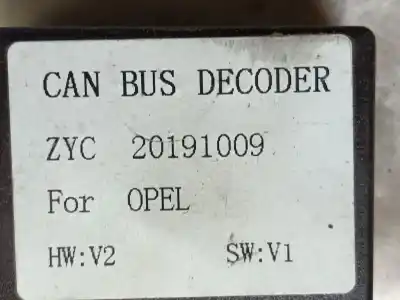 CAN BUS DECODER
ZYC 20191009
For OPEL
HW:V2 SW:V1